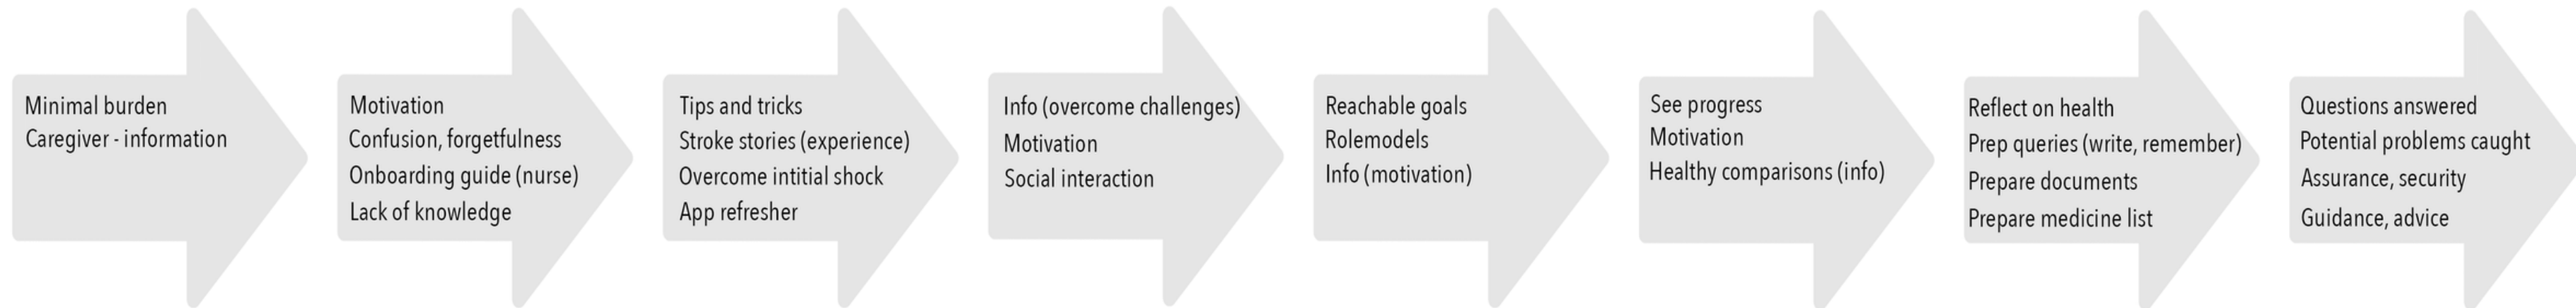 Minimal burden
Caregiver - information
Motivation
Confusion, forgetfulness
Onboarding guide (nurse)
Lack of knowledge
Tips and tricks
Stroke stories (experience)
Overcome intitial shock
App refresher
Info (overcome challenges)
Motivation
Social interaction
Reachable goals
Rolemodels
Info (motivation)
See progress
Motivation
Healthy comparisons (info)
Reflect on health
Prep queries (write, remember)
Prepare documents
Prepare medicine list
Questions answered
Potential problems caught
Assurance, security
Guidance, advice